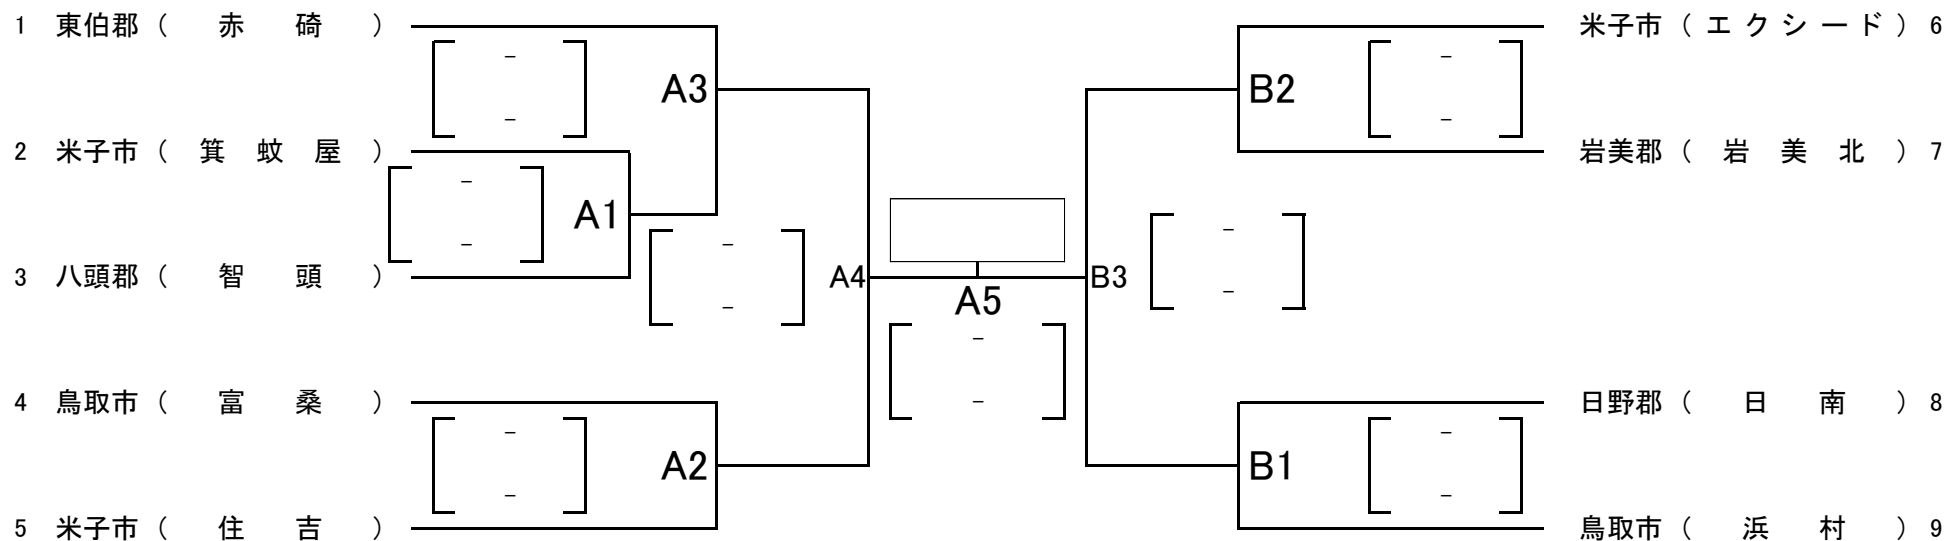 1 東伯郡 （ 赤 碕 ）
米子市 （ エクシード ） 6
-
-
A3
B2
-
-
2 米子市 （ 箕 蚊 屋 ）
岩美郡 （ 岩 美 北 ） 7
-
-
A1
3 八頭郡 （ 智 頭 ）
-
-
A4
A5
B3
-
-
-
-
4 鳥取市 （ 富 桑 ）
日野郡 （ 日 南 ） 8
-
-
A2
B1
-
-
5 米子市 （ 住 吉 ）
鳥取市 （ 浜 村 ） 9